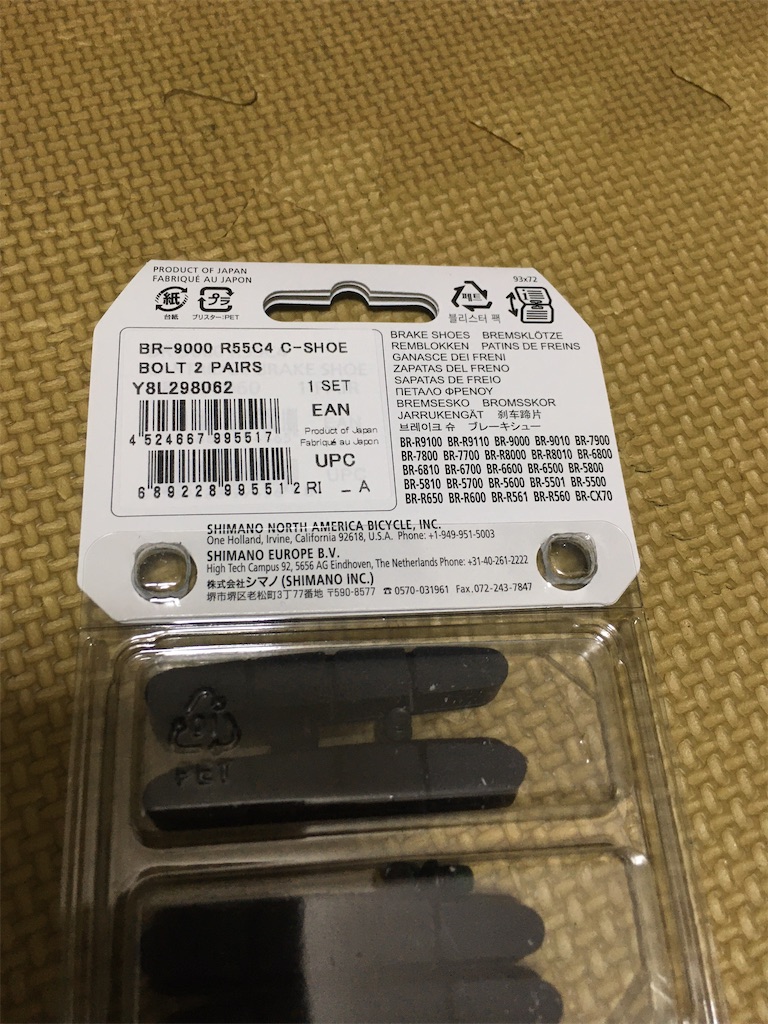 PRODUCT OF JAPAN
FABRIQUÉ AU JAPON
紙
台紙
プラ
ブリスター:PET
페트
블리스터 팩
93x72
BR-9000 R55C4 C-SHOE
BOLT 2 PAIRS
Y8L298062
1 SET
EAN
4 524667 995517
Product of Japan
Fabriqué au Japon
UPC
6 89228 99551 2
RI _ A
BRAKE SHOES BREMSKLÖTZE
REMBLOKKEN PATINS DE FREINS
GANASCE DEI FRENI
ZAPATAS DEL FRENO
SAPATAS DE FREIO
ΠΕΤΑΛΟ ΦΡΕΝΟΥ
BREMSESKO BROMSSKOR
JARRUKENGÄT 刹车蹄片
브레이크 슈 ブレーキシュー
BR-R9100 BR-R9110 BR-9000 BR-9010 BR-7900
BR-7800 BR-7700 BR-R8000 BR-R8010 BR-6800
BR-6810 BR-6700 BR-6600 BR-6500 BR-5800
BR-5810 BR-5700 BR-5600 BR-5501 BR-5500
BR-R650 BR-R600 BR-R561 BR-R560 BR-CX70
SHIMANO NORTH AMERICA BICYCLE, INC.
One Holland, Irvine, California 92618, U.S.A. Phone: +1-949-951-5003
SHIMANO EUROPE B.V.
High Tech Campus 92, 5656 AG Eindhoven, The Netherlands Phone: +31-40-261-2222
株式会社シマノ (SHIMANO INC.)
堺市堺区老松町3丁77番地 〒590-8577 ☎0570-031961 Fax.072-243-7847
01
PET